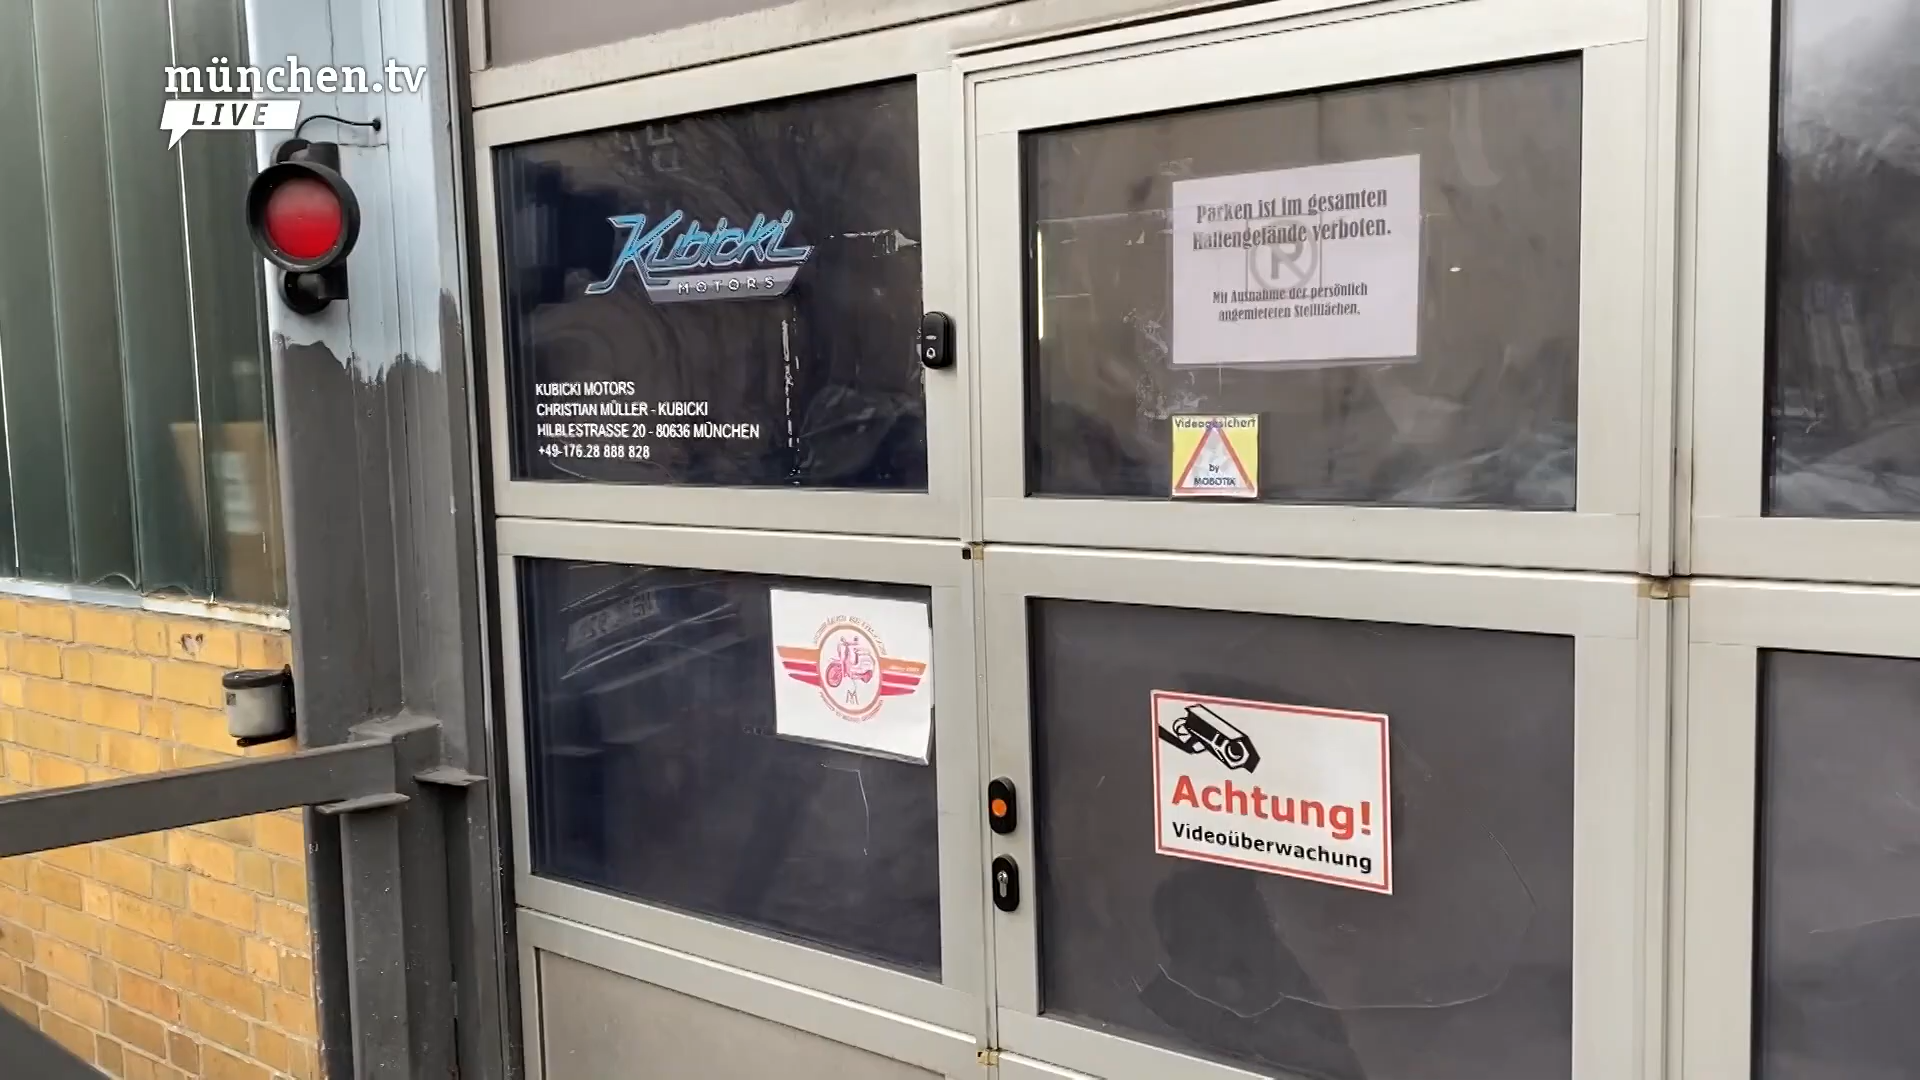 münchen.tv
LIVE
Kubicki
MOTORS
KUBICKI MOTORS
CHRISTIAN MÜLLER - KUBICKI
HILBLESTRASSE 20 - 80636 MÜNCHEN
+49-176.28 888 828
Parken ist im gesamten
Hallengelände verboten.
P
Mit Ausnahme der persönlich
angemieteten Stellflächen.
Videogesichert
by
MOBOTIX
Achtung!
Videoüberwachung